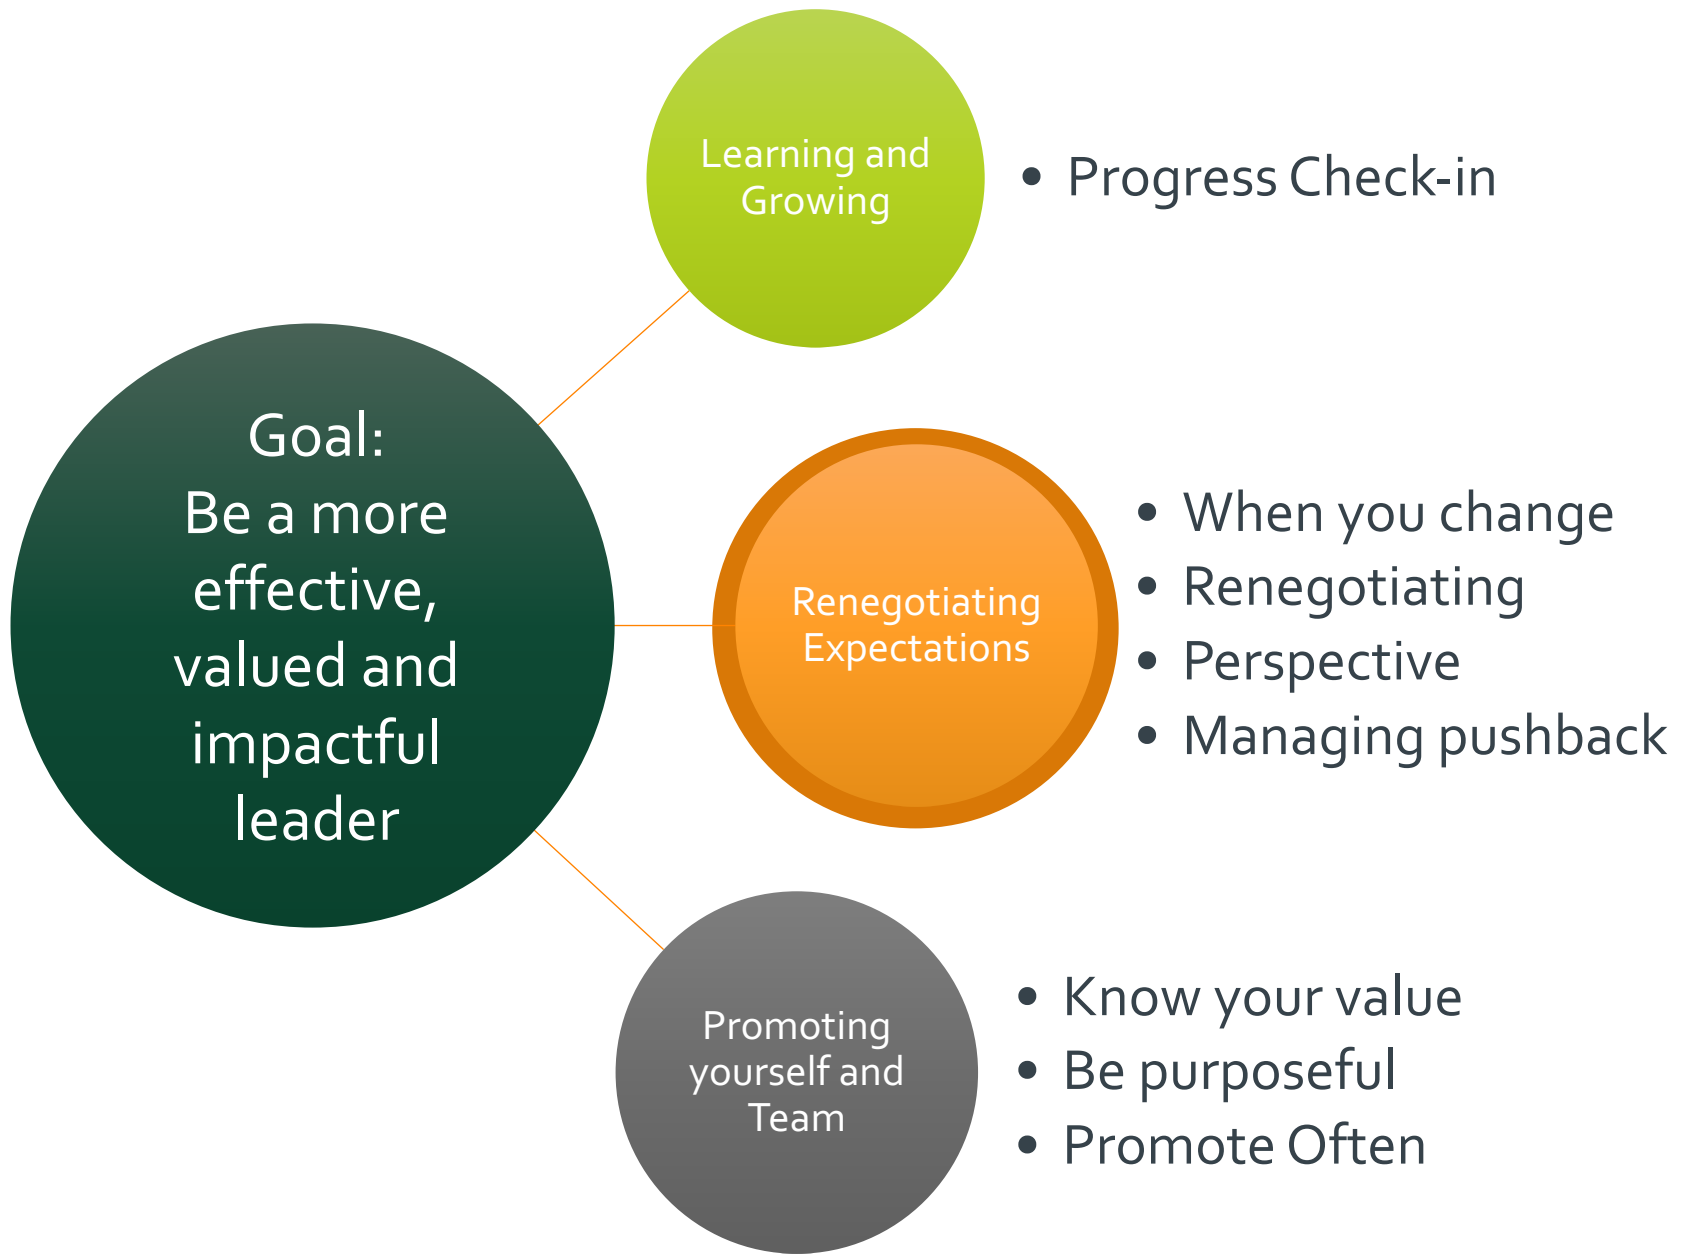 Goal:
Be a more
effective,
valued and
impactful
leader
Learning and
Growing
• Progress Check-in
Renegotiating
Expectations
• When you change
• Renegotiating
• Perspective
• Managing pushback
Promoting
yourself and
Team
• Know your value
• Be purposeful
• Promote Often